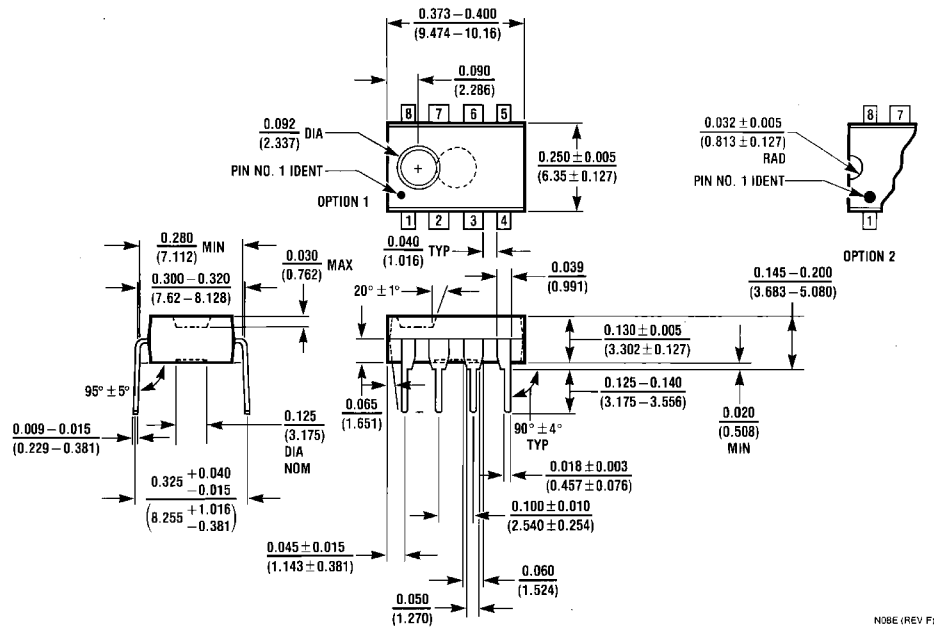 0.373–0.400
(9.474–10.16)
0.090
(2.286)
8 7 6 5
0.092 DIA
(2.337)
PIN NO. 1 IDENT
OPTION 1
0.250 ± 0.005
(6.35 ± 0.127)
1 2 3 4
0.032 ± 0.005
(0.813 ± 0.127)
RAD
PIN NO. 1 IDENT
8 7
1
OPTION 2
0.280 MIN
(7.112)
0.300–0.320
(7.62–8.128)
0.030 MAX
(0.762)
0.040 TYP
(1.016)
0.039
(0.991)
20° ± 1°
0.145–0.200
(3.683–5.080)
0.130 ± 0.005
(3.302 ± 0.127)
0.125–0.140
(3.175–3.556)
0.020
(0.508)
MIN
95° ± 5°
0.009–0.015
(0.229–0.381)
0.125
(3.175)
DIA
NOM
0.065
(1.651)
90° ± 4°
TYP
0.018 ± 0.003
(0.457 ± 0.076)
0.325 +0.040
−0.015
(8.255 +1.016
−0.381)
0.100 ± 0.010
(2.540 ± 0.254)
0.045 ± 0.015
(1.143 ± 0.381)
0.060
(1.524)
0.050
(1.270)
N08E (REV F)